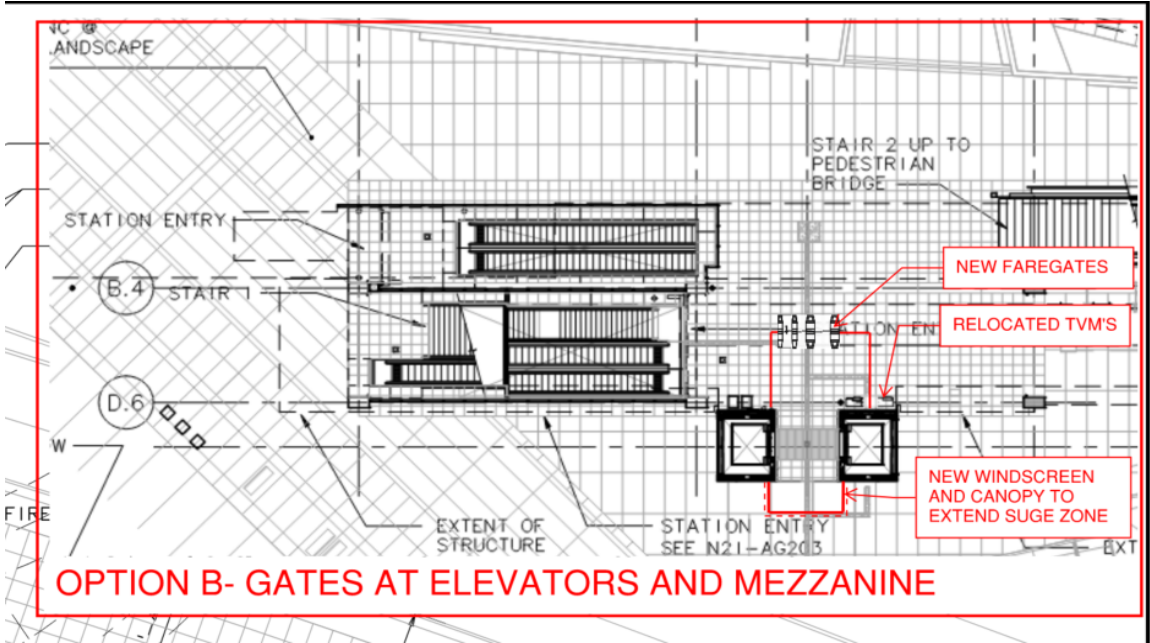 NC @
LANDSCAPE
STAIR 2 UP TO
PEDESTRIAN
BRIDGE
STATION ENTRY
NEW FAREGATES
B.4
STAIR 1
RELOCATED TVM'S
D.6
W
NEW WINDSCREEN
AND CANOPY TO
EXTEND SUGE ZONE
FIRE
EXTENT OF
STRUCTURE
STATION ENTRY
SEE N21-AG203
EXT
OPTION B- GATES AT ELEVATORS AND MEZZANINE